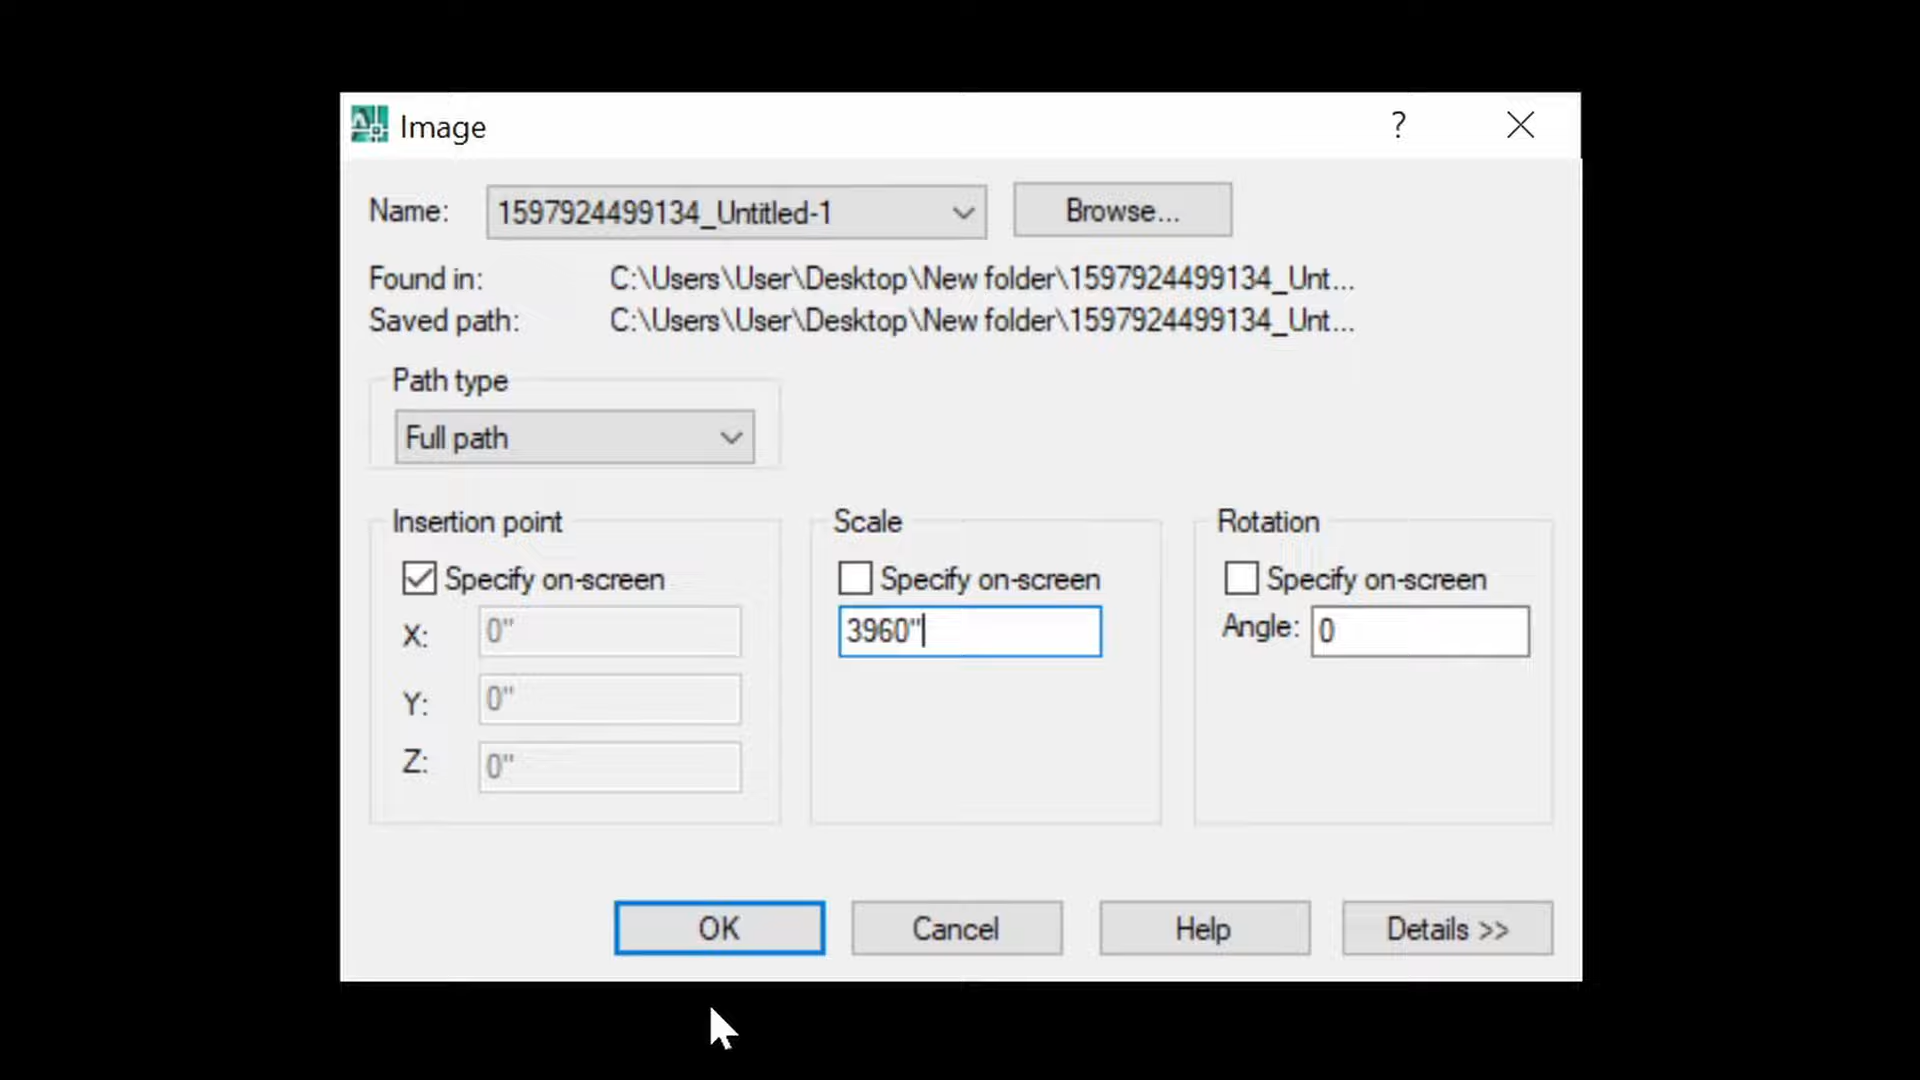 Image ?
Name: 1597924499134_Untitled-1 Browse...
Found in: C:\Users\User\Desktop\New folder\1597924499134_Unt...
Saved path: C:\Users\User\Desktop\New folder\1597924499134_Unt...
Path type
Full path
Insertion point
Specify on-screen
X: 0"
Y: 0"
Z: 0"
Scale
Specify on-screen
3960"
Rotation
Specify on-screen
Angle: 0
OK Cancel Help Details >>